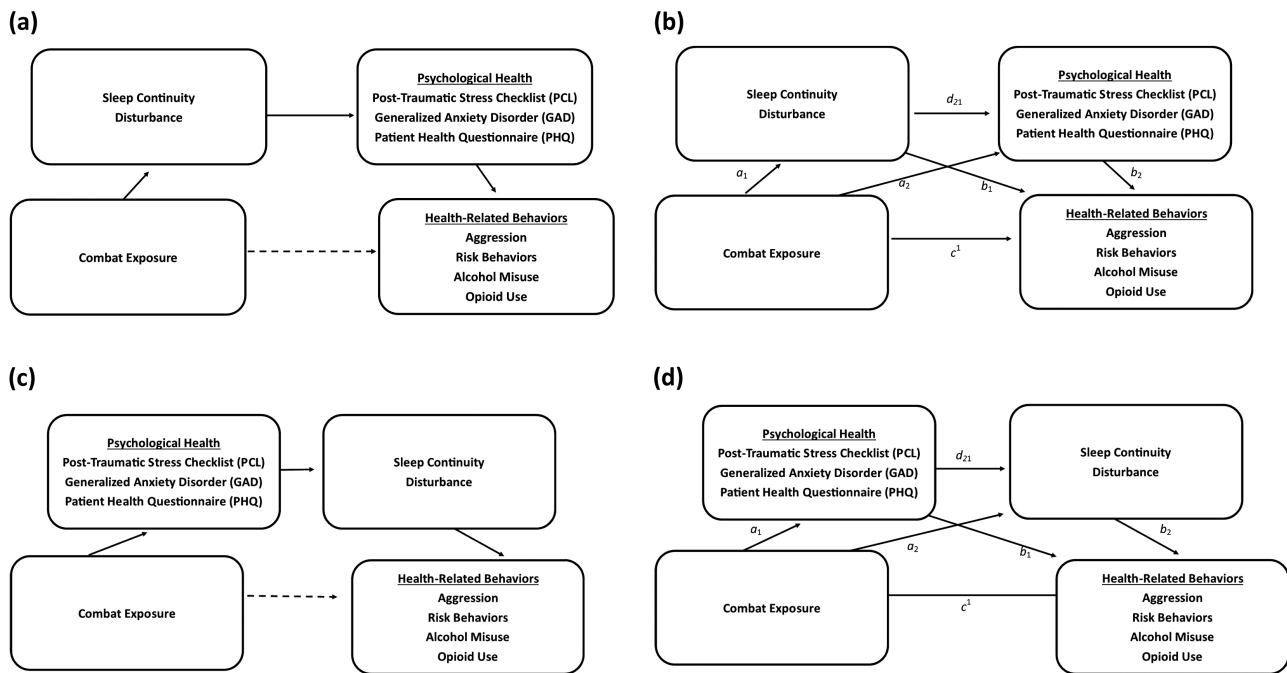 (a)
Sleep Continuity
Disturbance
Psychological Health
Post-Traumatic Stress Checklist (PCL)
Generalized Anxiety Disorder (GAD)
Patient Health Questionnaire (PHQ)
Combat Exposure
Health-Related Behaviors
Aggression
Risk Behaviors
Alcohol Misuse
Opioid Use
(b)
Sleep Continuity
Disturbance
d21
Psychological Health
Post-Traumatic Stress Checklist (PCL)
Generalized Anxiety Disorder (GAD)
Patient Health Questionnaire (PHQ)
a1
a2
b1
b2
Combat Exposure
c1
Health-Related Behaviors
Aggression
Risk Behaviors
Alcohol Misuse
Opioid Use
(c)
Psychological Health
Post-Traumatic Stress Checklist (PCL)
Generalized Anxiety Disorder (GAD)
Patient Health Questionnaire (PHQ)
Sleep Continuity
Disturbance
Combat Exposure
Health-Related Behaviors
Aggression
Risk Behaviors
Alcohol Misuse
Opioid Use
(d)
Psychological Health
Post-Traumatic Stress Checklist (PCL)
Generalized Anxiety Disorder (GAD)
Patient Health Questionnaire (PHQ)
d21
Sleep Continuity
Disturbance
a1
a2
b1
b2
Combat Exposure
c1
Health-Related Behaviors
Aggression
Risk Behaviors
Alcohol Misuse
Opioid Use